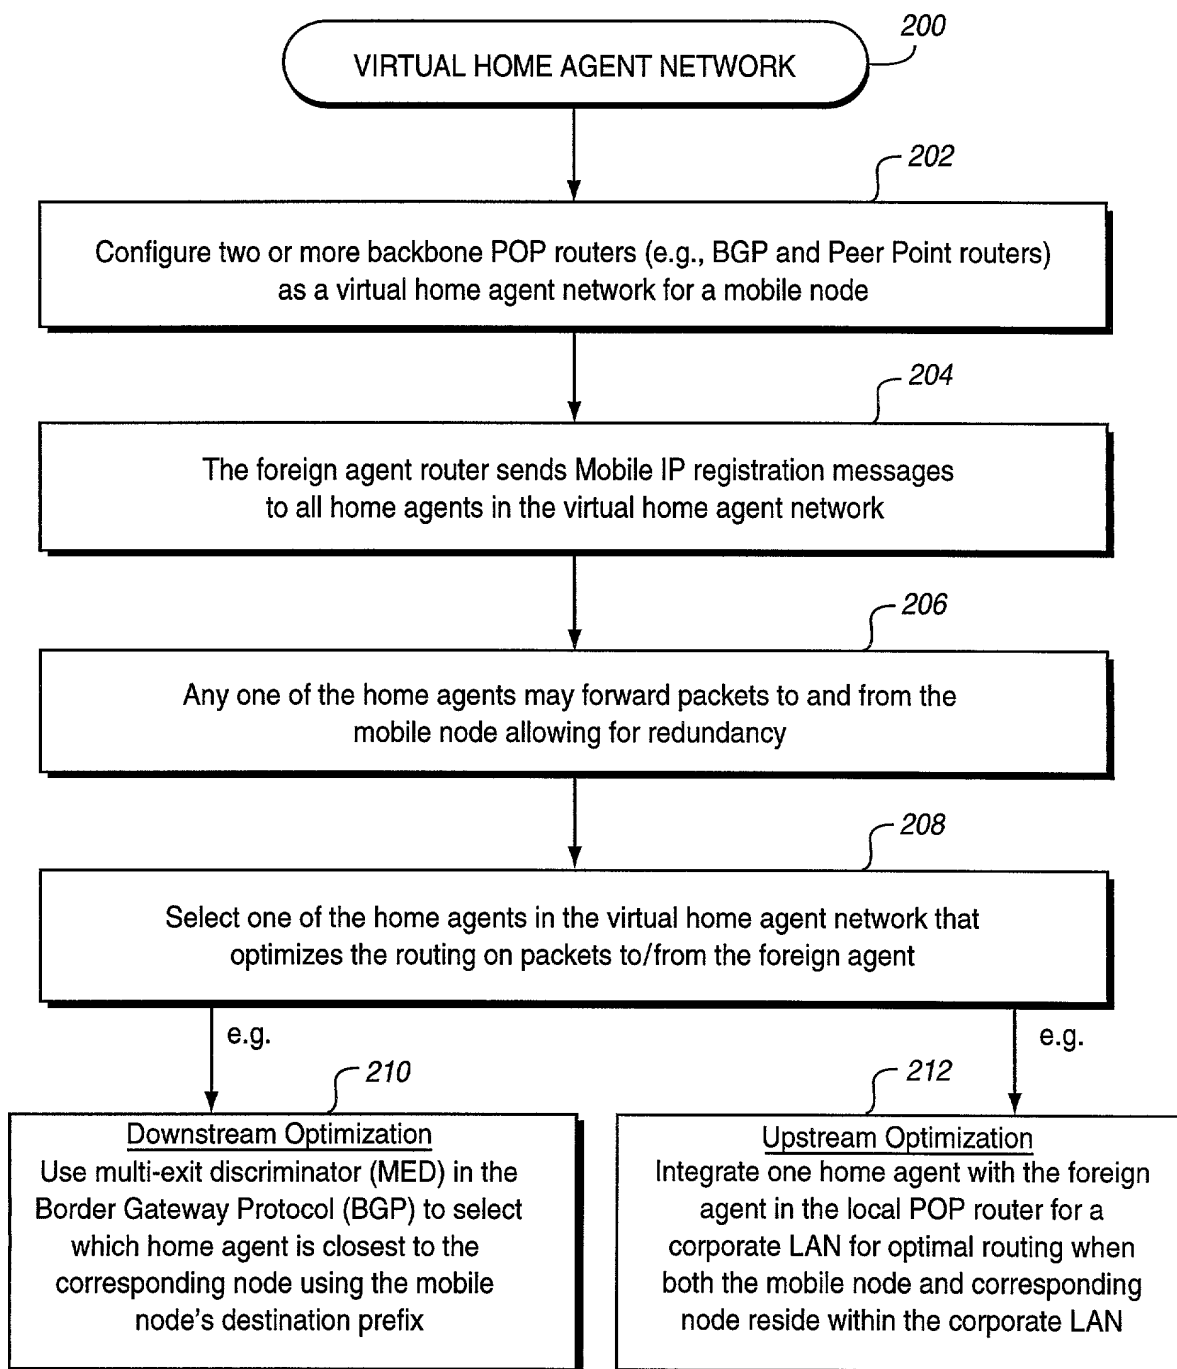 200
VIRTUAL HOME AGENT NETWORK
202
Configure two or more backbone POP routers (e.g., BGP and Peer Point routers)
as a virtual home agent network for a mobile node
204
The foreign agent router sends Mobile IP registration messages
to all home agents in the virtual home agent network
206
Any one of the home agents may forward packets to and from the
mobile node allowing for redundancy
208
Select one of the home agents in the virtual home agent network that
optimizes the routing on packets to/from the foreign agent
e.g.
e.g.
210
Downstream Optimization
Use multi-exit discriminator (MED) in the
Border Gateway Protocol (BGP) to select
which home agent is closest to the
corresponding node using the mobile
node's destination prefix
212
Upstream Optimization
Integrate one home agent with the foreign
agent in the local POP router for a
corporate LAN for optimal routing when
both the mobile node and corresponding
node reside within the corporate LAN